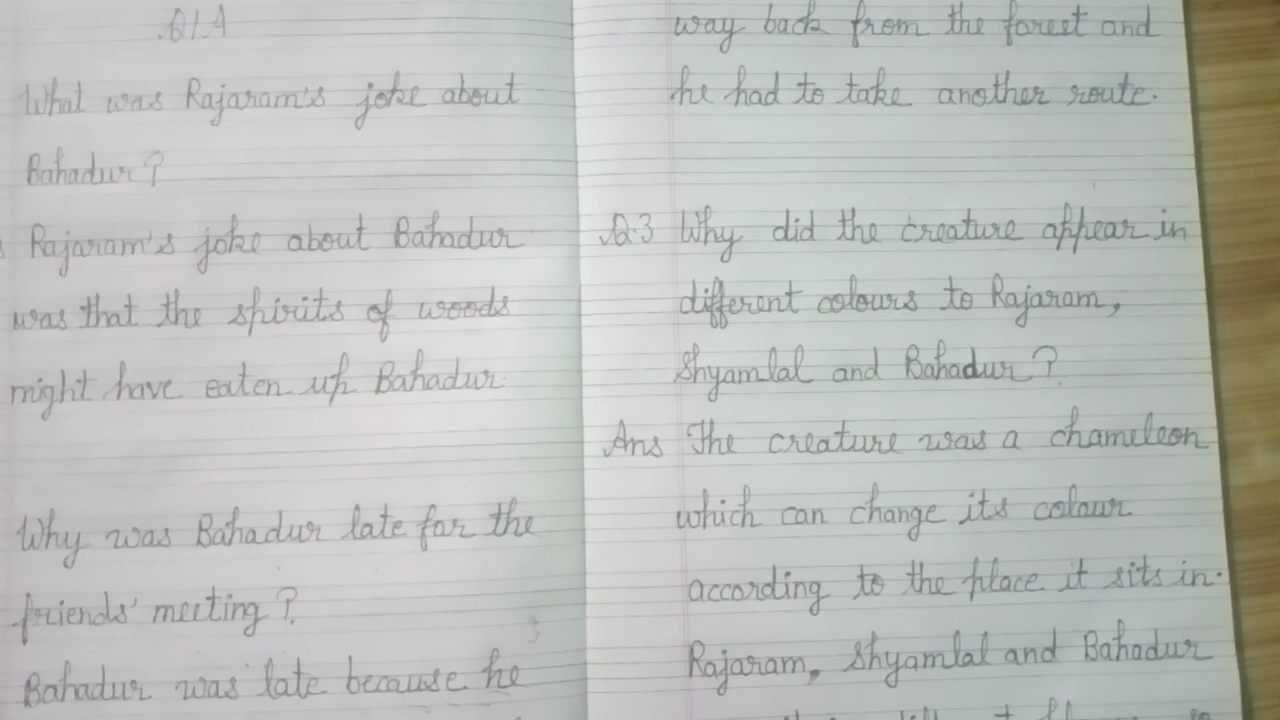 Q1.A
What was Rajaram's joke about
Bahadur?
Rajaram's joke about Bahadur
was that the spirits of woods
might have eaten up Bahadur
Why was Bahadur late for the
friends' meeting?
Bahadur was late because he
way back from the forest and
he had to take another route.
Q.3 Why did the creature appear in
different colours to Rajaram,
Shyamlal and Bahadur?
Ans The creature was a chameleon
which can change its colour
according to the place it sits in.
Rajaram, Shyamlal and Bahadur